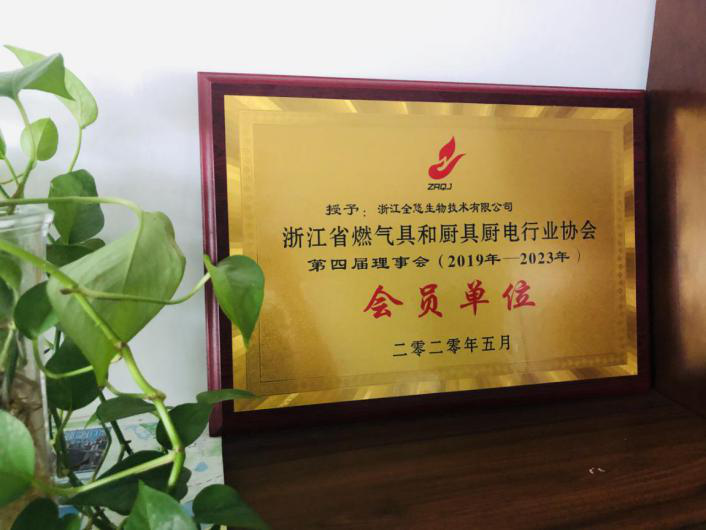 ZRQJ
授予：浙江全恁生物技术有限公司
浙江省燃气具和厨具厨电行业协会
第四届理事会（2019年—2023年）
会员单位
二零二零年五月